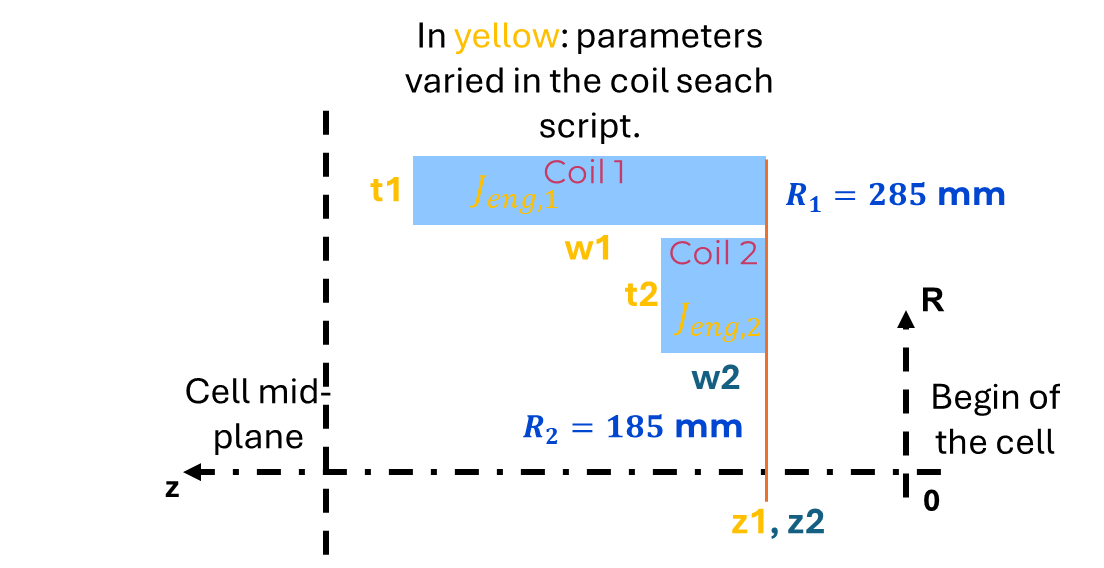 In yellow: parameters
varied in the coil seach
script.
Coil 1
t1
J_{eng,1}
R_1 = 285 mm
w1
Coil 2
t2
J_{eng,2}
R
w2
Cell mid-
plane
Begin of
the cell
R_2 = 185 mm
z
0
z1, z2